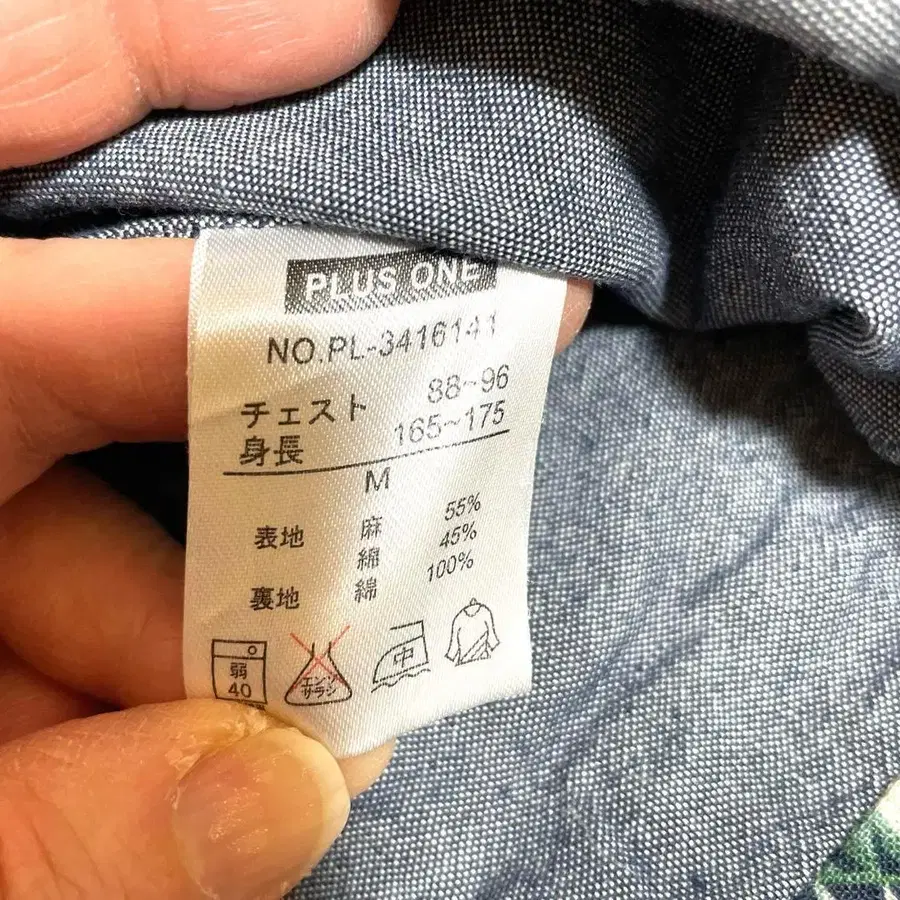 PLUS ONE
NO.PL-3416141
チェスト 88~96
身長 165~175
M
表地 麻 55%
綿 45%
裏地 綿 100%
弱 40
エンソ サラシ
中